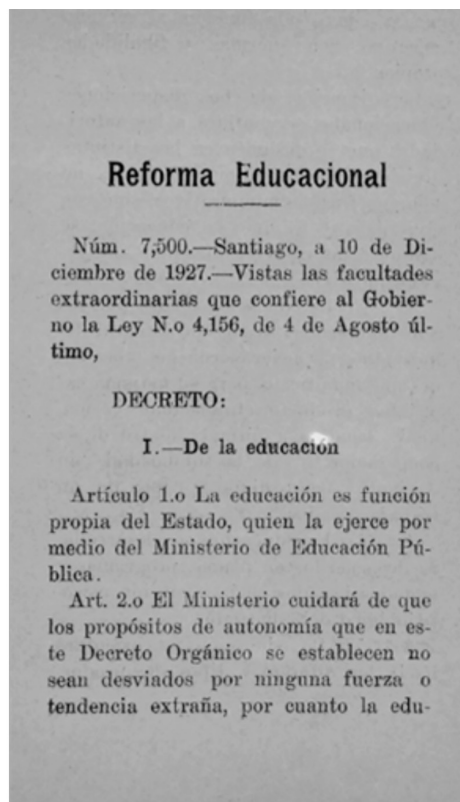 Reforma Educacional
Núm. 7,500.—Santiago, a 10 de Di-
ciembre de 1927.—Vistas las facultades
extraordinarias que confiere al Gobier-
no la Ley N.o 4,156, de 4 de Agosto úl-
timo,
DECRETO:
I.—De la educación
Artículo 1.o La educación es función
propia del Estado, quien la ejerce por
medio del Ministerio de Educación Pú-
blica.
Art. 2.o El Ministerio cuidará de que
los propósitos de autonomía que en es-
te Decreto Orgánico se establecen no
sean desviados por ninguna fuerza o
tendencia extraña, por cuanto la edu-